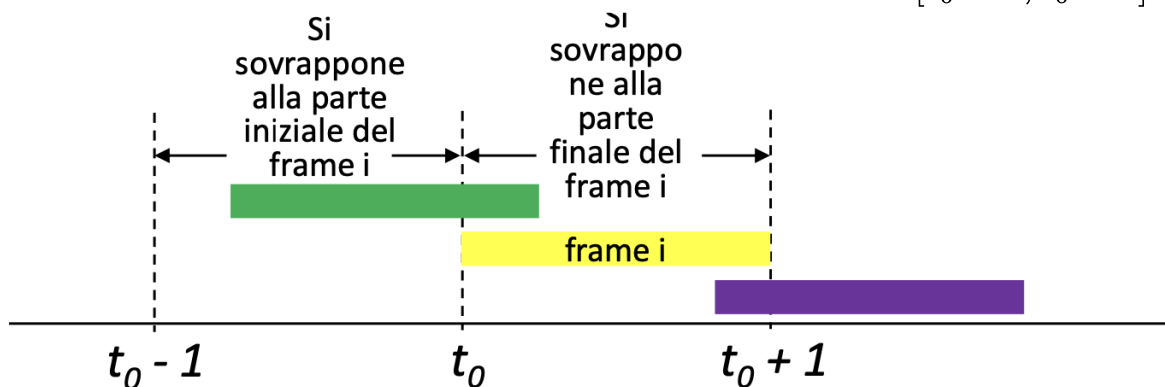 Si
sovrappone
alla parte
iniziale del
frame i
Si
sovrappo
ne alla
parte
finale del
frame i
frame i
t₀ - 1
t₀
t₀ + 1